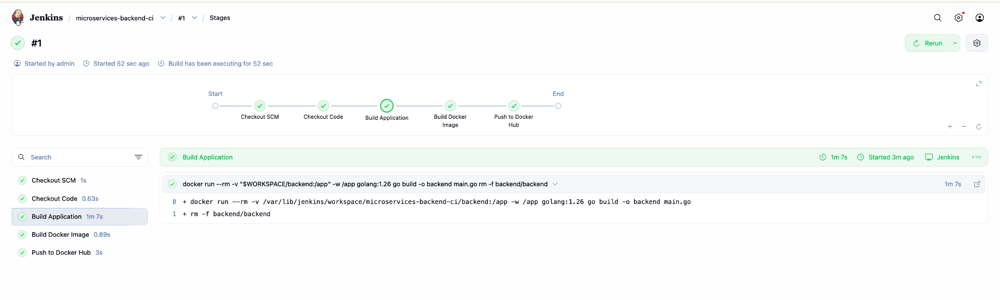 Jenkins / microservices-backend-ci / #1 / Stages
#1
Rerun
Started by admin Started 52 sec ago Build has been executing for 52 sec
Start End
Checkout SCM Checkout Code Build Application Build Docker Image Push to Docker Hub
Search
Build Application 1m 7s Started 3m ago Jenkins
Checkout SCM 1s
Checkout Code 0.63s
Build Application 1m 7s
Build Docker Image 0.89s
Push to Docker Hub 3s
docker run --rm -v "$WORKSPACE/backend:/app" -w /app golang:1.26 go build -o backend main.go rm -f backend/backend 1m 7s
0 + docker run --rm -v /var/lib/jenkins/workspace/microservices-backend-ci/backend:/app -w /app golang:1.26 go build -o backend main.go
1 + rm -f backend/backend